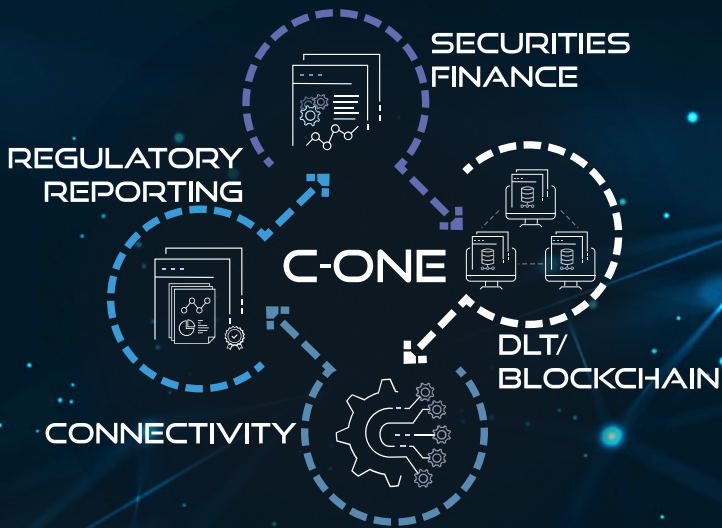 SECURITIES
FINANCE
REGULATORY
REPORTING
C-ONE
DLT/
BLOCKCHAIN
CONNECTIVITY